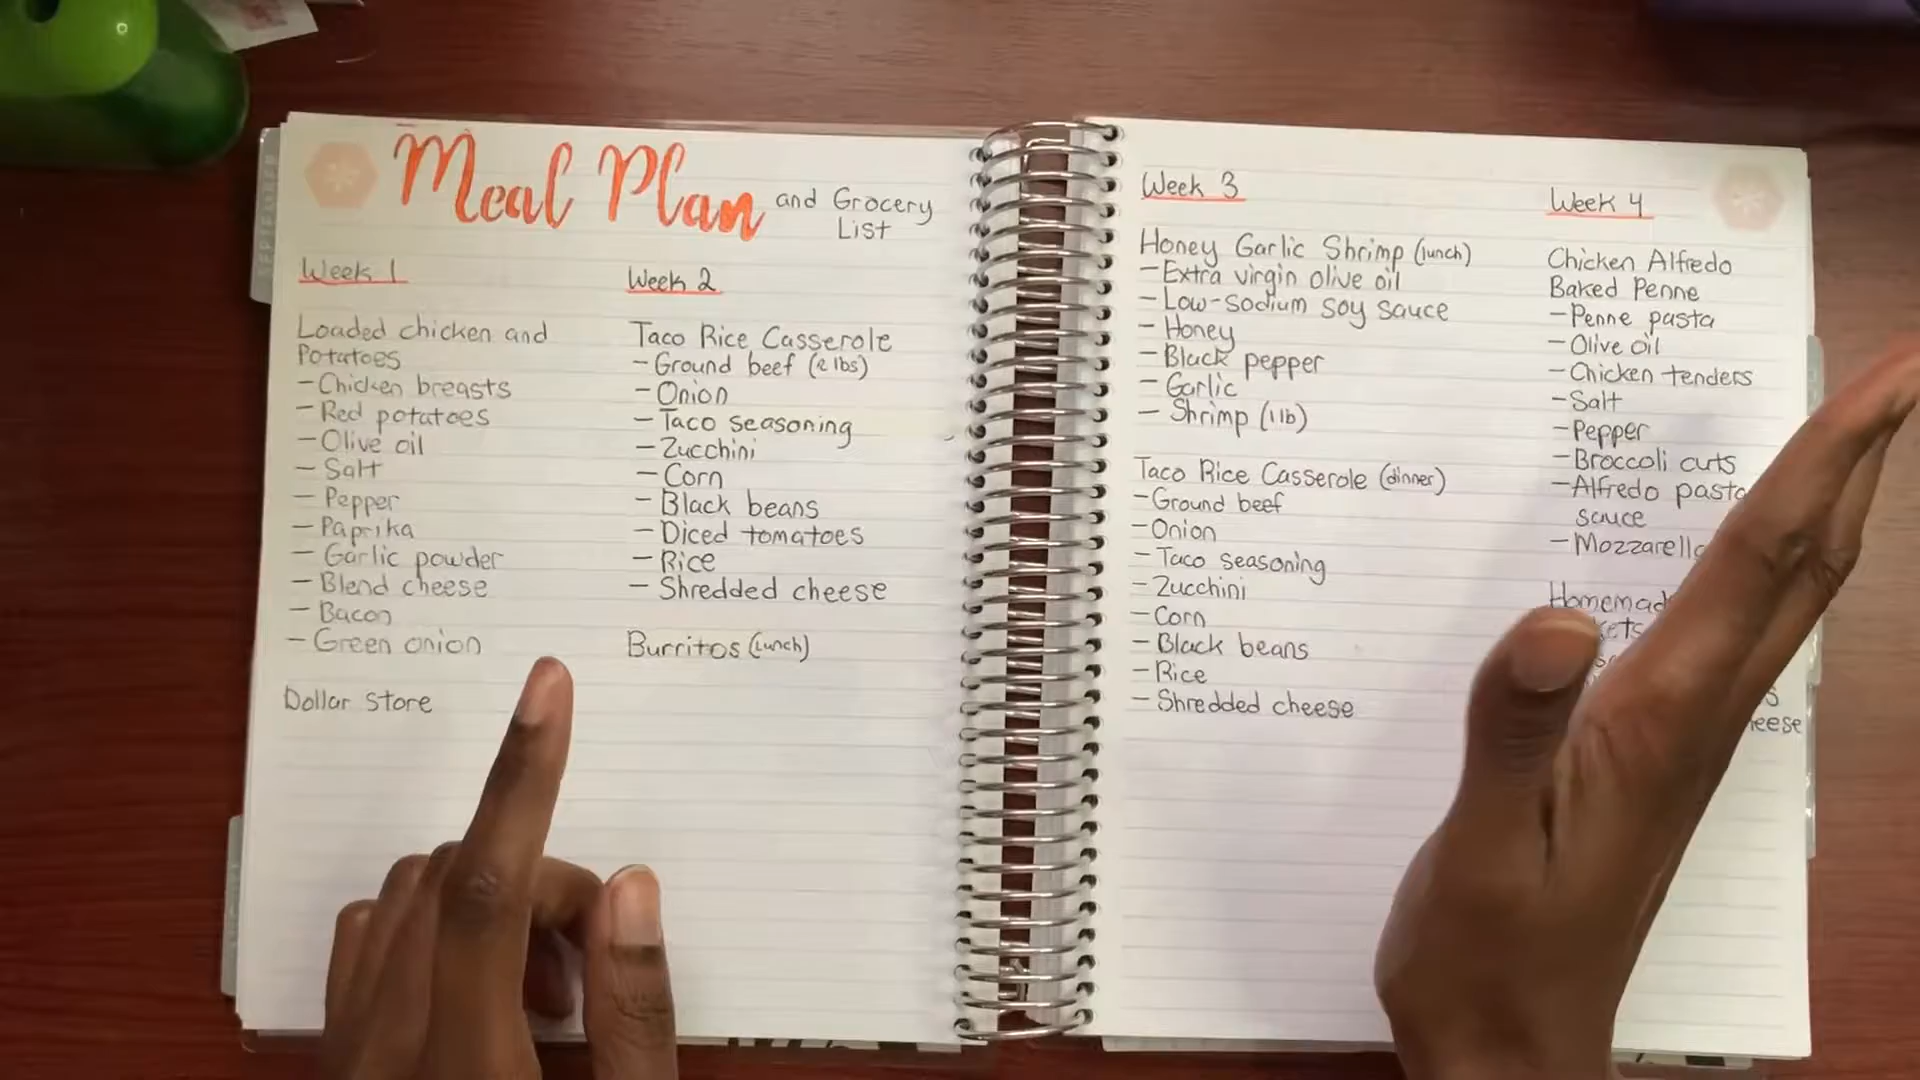 Meal Plan and Grocery
List
Week 1
Loaded chicken and
Potatoes
- Chicken breasts
- Red potatoes
- Olive oil
- Salt
- Pepper
- Paprika
- Garlic powder
- Blend cheese
- Bacon
- Green onion
Dollar store
Week 2
Taco Rice Casserole
- Ground beef (2 lbs)
- Onion
- Taco seasoning
- Zucchini
- Corn
- Black beans
- Diced tomatoes
- Rice
- Shredded cheese
Burritos (Lunch)
Week 3
Honey Garlic Shrimp (lunch)
- Extra virgin olive oil
- Low-sodium soy sauce
- Honey
- Black pepper
- Garlic
- Shrimp (1 lb)
Taco Rice Casserole (dinner)
- Ground beef
- Onion
- Taco seasoning
- Zucchini
- Corn
- Black beans
- Rice
- Shredded cheese
Week 4
Chicken Alfredo
Baked Penne
- Penne pasta
- Olive oil
- Chicken tenders
- Salt
- Pepper
- Broccoli cuts
- Alfredo pasta
sauce